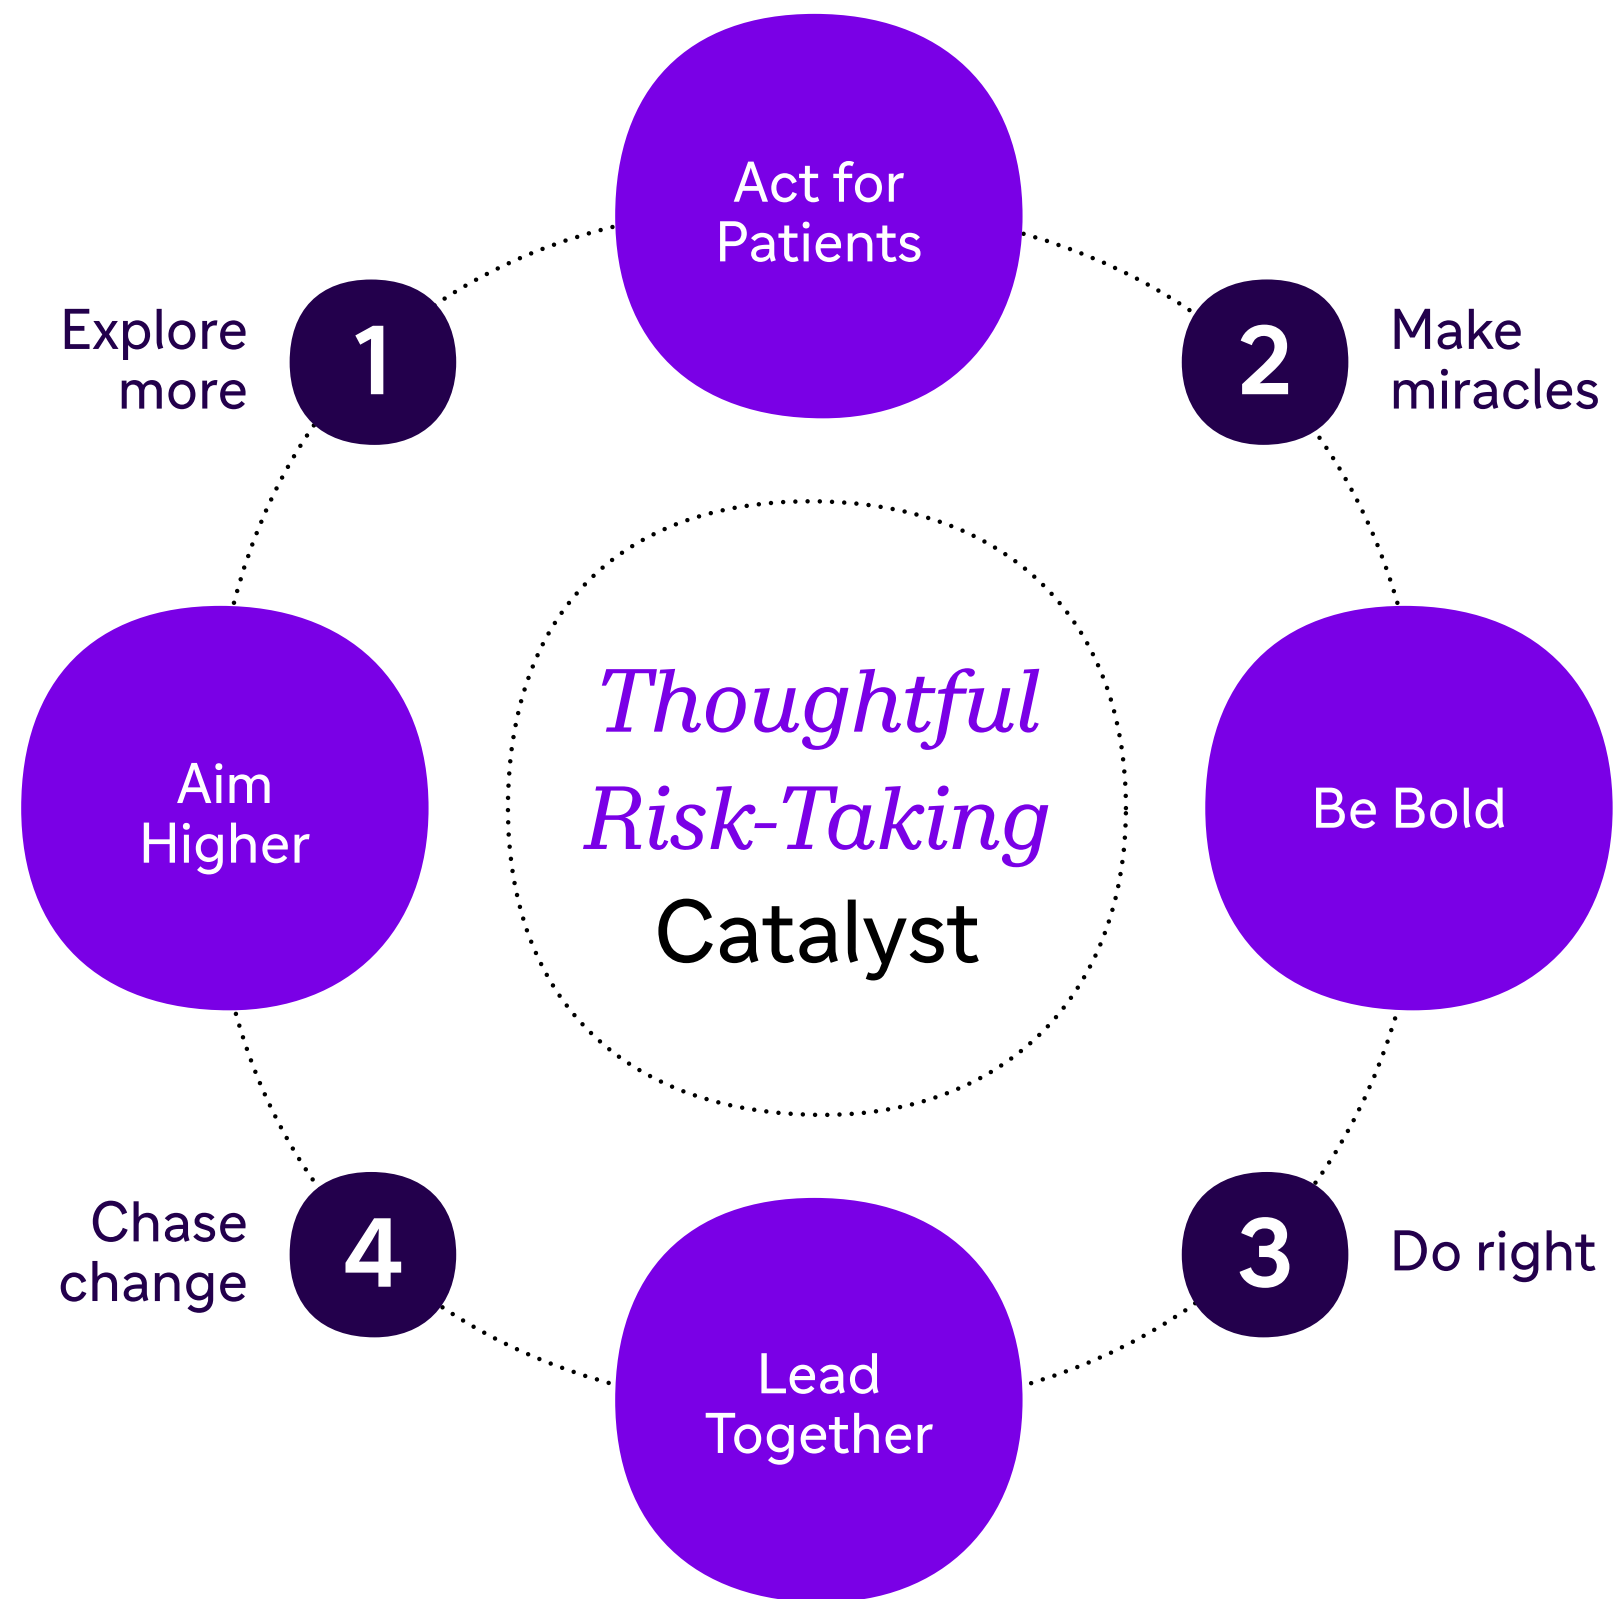 Act for
Patients
Explore
more
1
2
Make
miracles
Aim
Higher
Thoughtful
Risk-Taking
Catalyst
Be Bold
Chase
change
4
3
Do right
Lead
Together